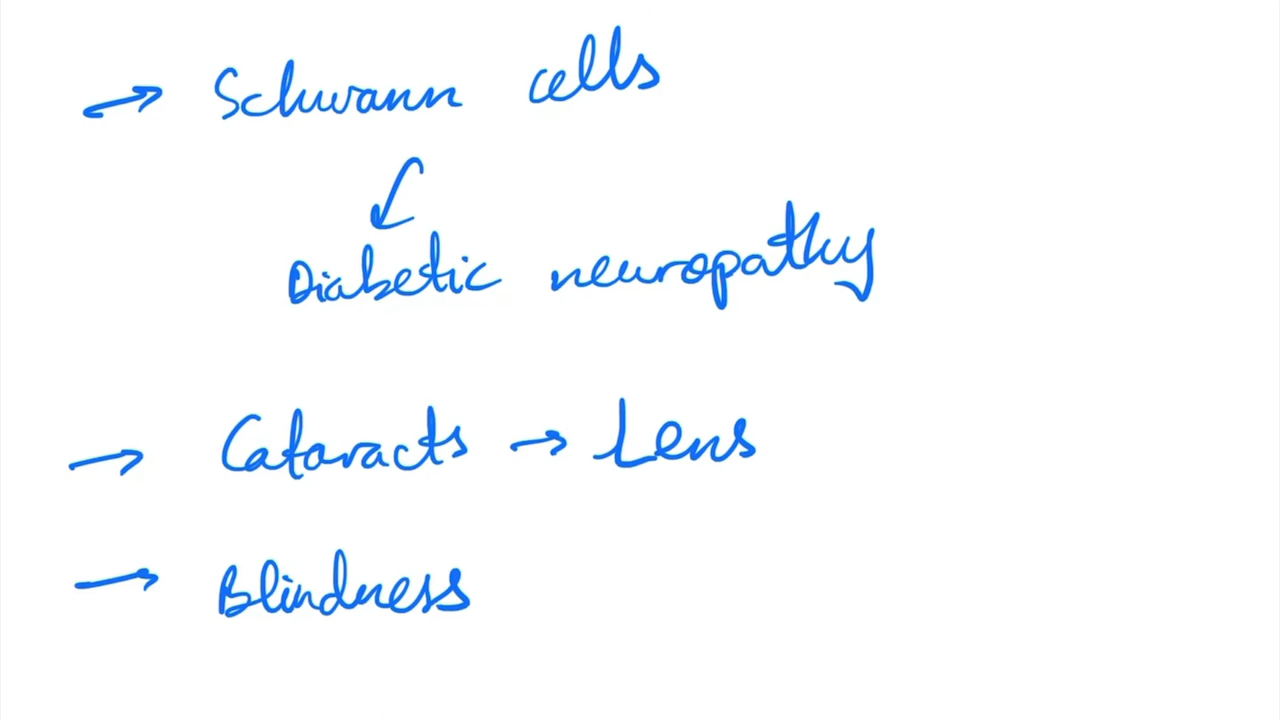 → Schwann cells
↙
Diabetic neuropathy
→ Cataracts → Lens
→ Blindness